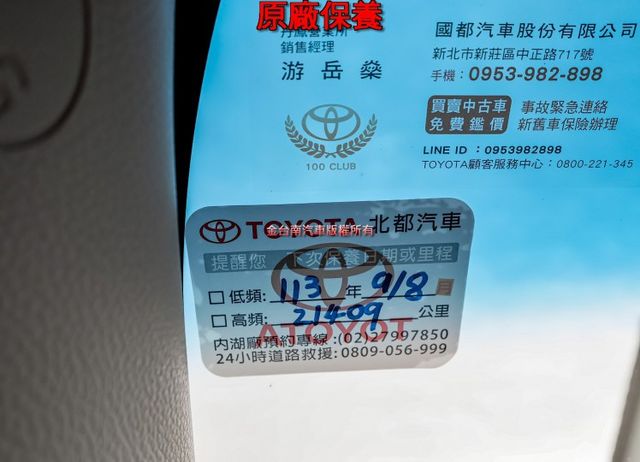 原廠保養
丹鳳營業所
銷售經理
游岳燊
100 CLUB
國都汽車股份有限公司
新北市新莊區中正路717號
手機：0953-982-898
買賣中古車 事故緊急連絡
免費鑑價 新舊車保險辦理
LINE ID：0953982898
TOYOTA顧客服務中心：0800-221-345
TOYOTA 北都汽車
金台南汽車版權所有
提醒您 下次保養日期或里程
低頻: 113 年 9/8 月
高頻: 21409 公里
TOYOTA
內湖廠預約專線:(02)27997850
24小時道路救援:0809-056-999